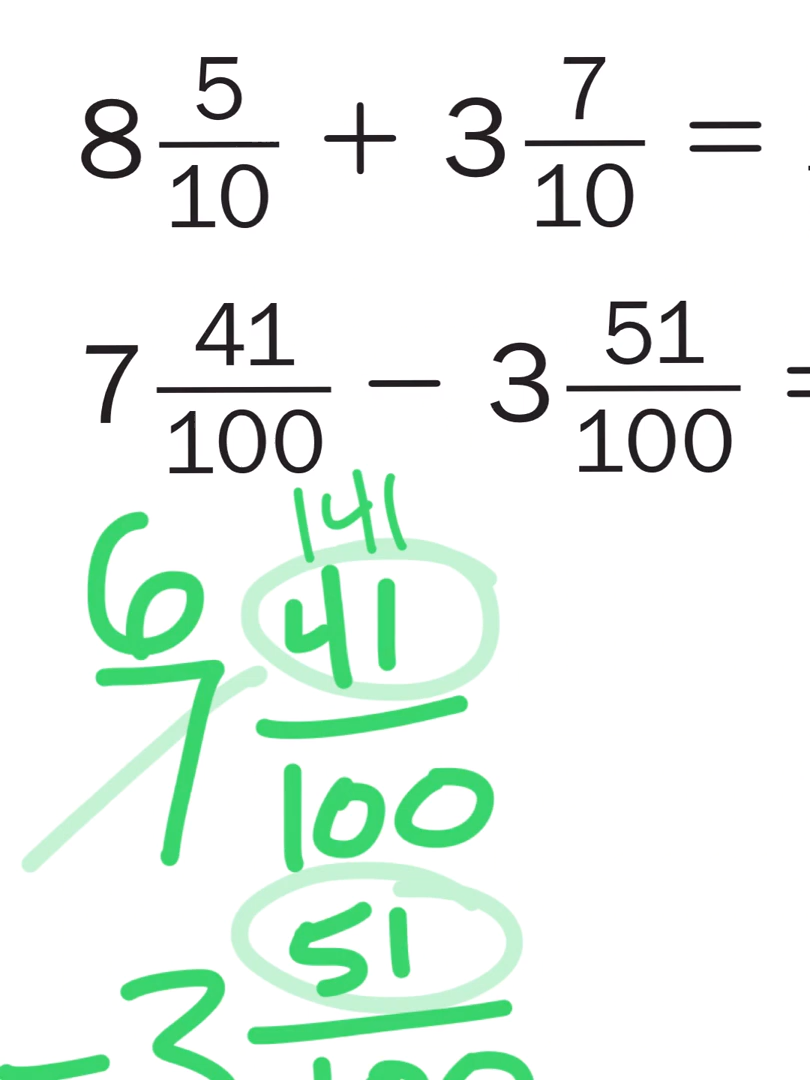 8 5/10 + 3 7/10 =
7 41/100 − 3 51/100 =
141
6
7 41/100
− 3 51/100